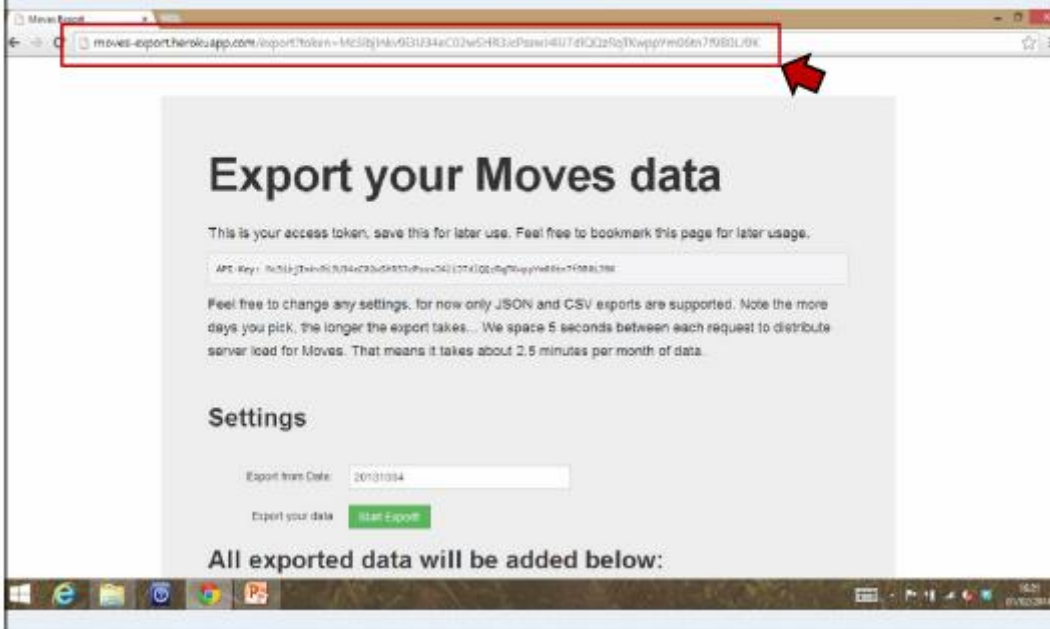 Moves Export
moves-export.herokuapp.com/export?token=
Export your Moves data
This is your access token, save this for later use. Feel free to bookmark this page for later usage.
API-Key:
Feel free to change any settings, for now only JSON and CSV exports are supported. Note the more
days you pick, the longer the export takes... We space 5 seconds between each request to distribute
server load for Moves. That means it takes about 2.5 minutes per month of data.
Settings
Export from Date: 20131004
Export your data Start Export!
All exported data will be added below: